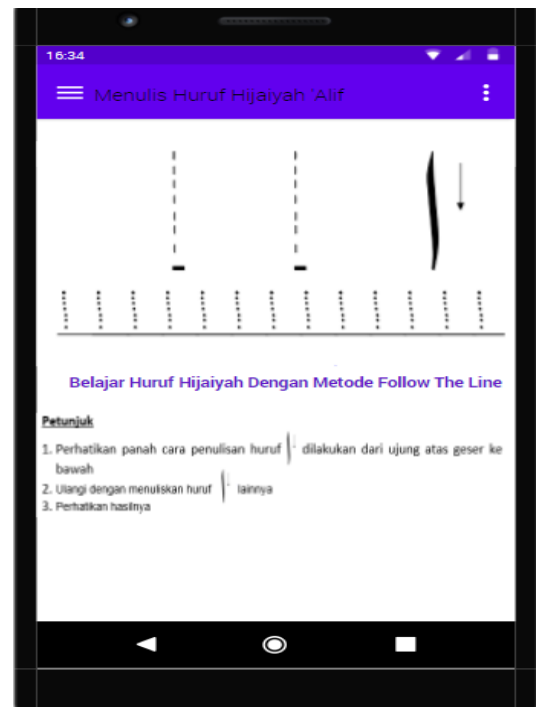 16:34
Menulis Huruf Hijaiyah 'Alif
ا
Belajar Huruf Hijaiyah Dengan Metode Follow The Line
Petunjuk
1. Perhatikan panah cara penulisan huruf ا dilakukan dari ujung atas geser ke
bawah
2. Ulangi dengan menuliskan huruf ا lainnya
3. Perhatikan hasilnya